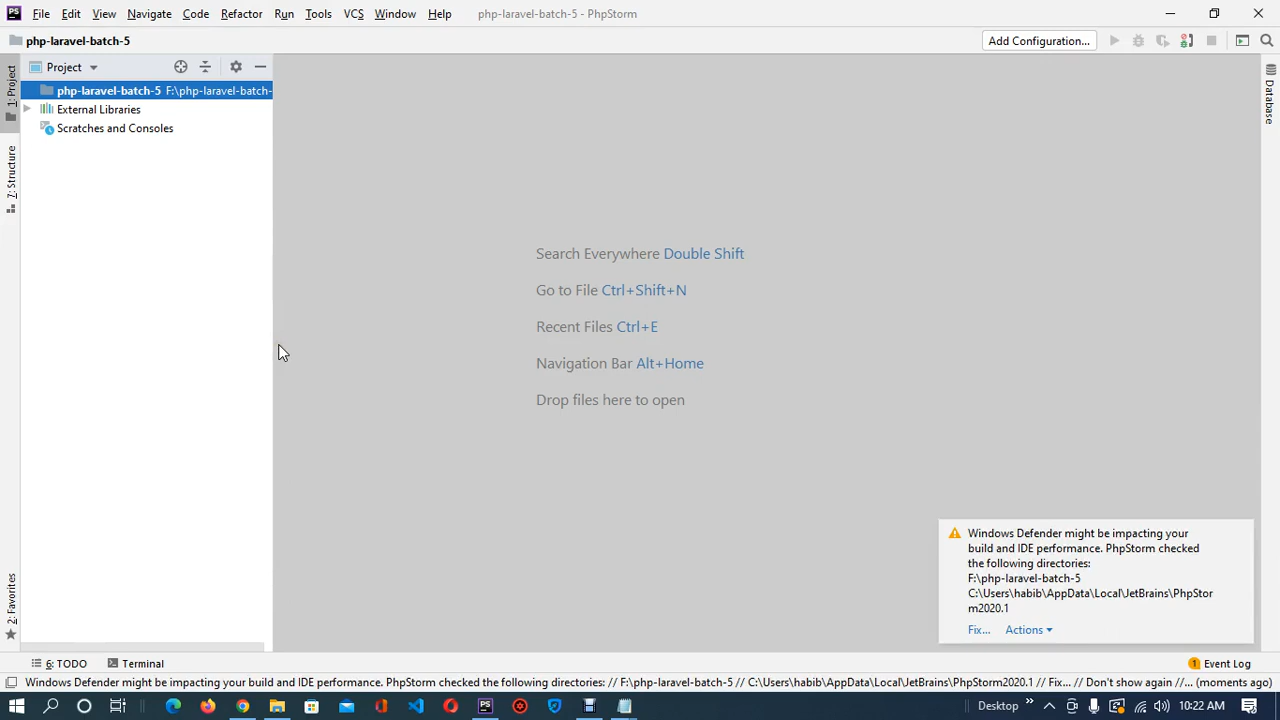 PS File Edit View Navigate Code Refactor Run Tools VCS Window Help php-laravel-batch-5 - PhpStorm
php-laravel-batch-5 Add Configuration...
Project
php-laravel-batch-5 F:\php-laravel-batch-
External Libraries
Scratches and Consoles
1: Project
7: Structure
2: Favorites
Database
Search Everywhere Double Shift
Go to File Ctrl+Shift+N
Recent Files Ctrl+E
Navigation Bar Alt+Home
Drop files here to open
Windows Defender might be impacting your
build and IDE performance. PhpStorm checked
the following directories:
F:\php-laravel-batch-5
C:\Users\habib\AppData\Local\JetBrains\PhpStor
m2020.1
Fix... Actions
6: TODO Terminal 1 Event Log
Windows Defender might be impacting your build and IDE performance. PhpStorm checked the following directories: // F:\php-laravel-batch-5 // C:\Users\habib\AppData\Local\JetBrains\PhpStorm2020.1 // Fix... // Don't show again //... (moments ago)
PS Desktop » 10:22 AM